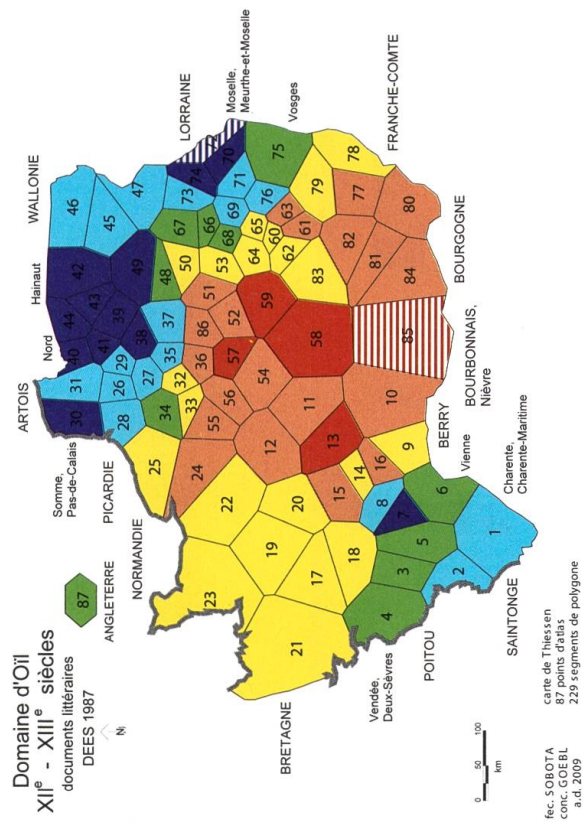 Domaine d'Oïl
XIIᵉ - XIIIᵉ siècles
documents littéraires
DEES 1987
N
87
ANGLETERRE
ARTOIS
Somme,
Pas-de-Calais
PICARDIE
NORMANDIE
BRETAGNE
Nord
Hainaut
WALLONIE
LORRAINE
Moselle,
Meurthe-et-Moselle
Vosges
FRANCHE-COMTE
BOURGOGNE
BOURBONNAIS,
Nièvre
BERRY
Vienne
Charente,
Charente-Maritime
SAINTONGE
POITOU
Vendée,
Deux-Sèvres
46
45
47
42
49
44
43
39
40
41
38
31
29
30
26
27
28
37
35
48
67
73
74
70
71
69
66
68
76
75
50
53
65
64
60
63
61
62
79
78
77
80
82
81
84
83
51
52
86
59
36
57
58
85
32
34
33
25
24
55
56
54
12
11
13
10
14
16
9
15
22
20
23
19
17
18
21
8
7
6
5
3
4
2
1
0 50 100
km
fec. SOBOTA
conc. GOEBL
a.d. 2009
carte de Thiessen
87 points d'atlas
229 segments de polygone